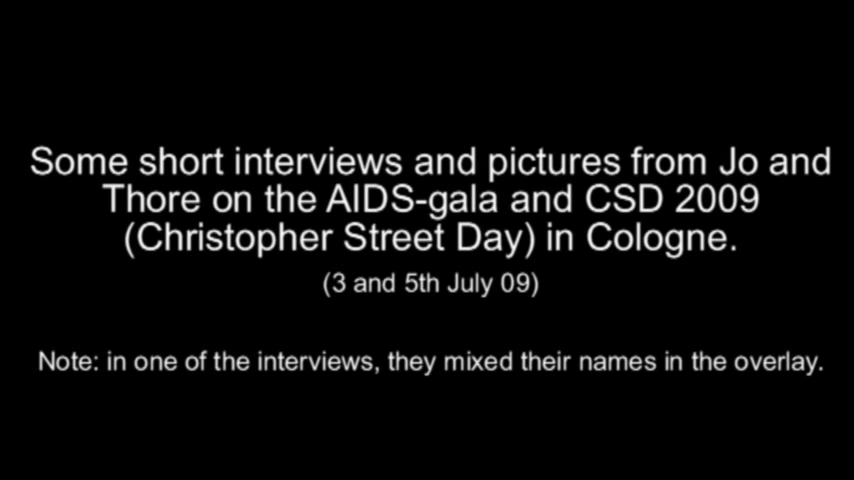 Some short interviews and pictures from Jo and
Thore on the AIDS-gala and CSD 2009
(Christopher Street Day) in Cologne.
(3 and 5th July 09)
Note: in one of the interviews, they mixed their names in the overlay.